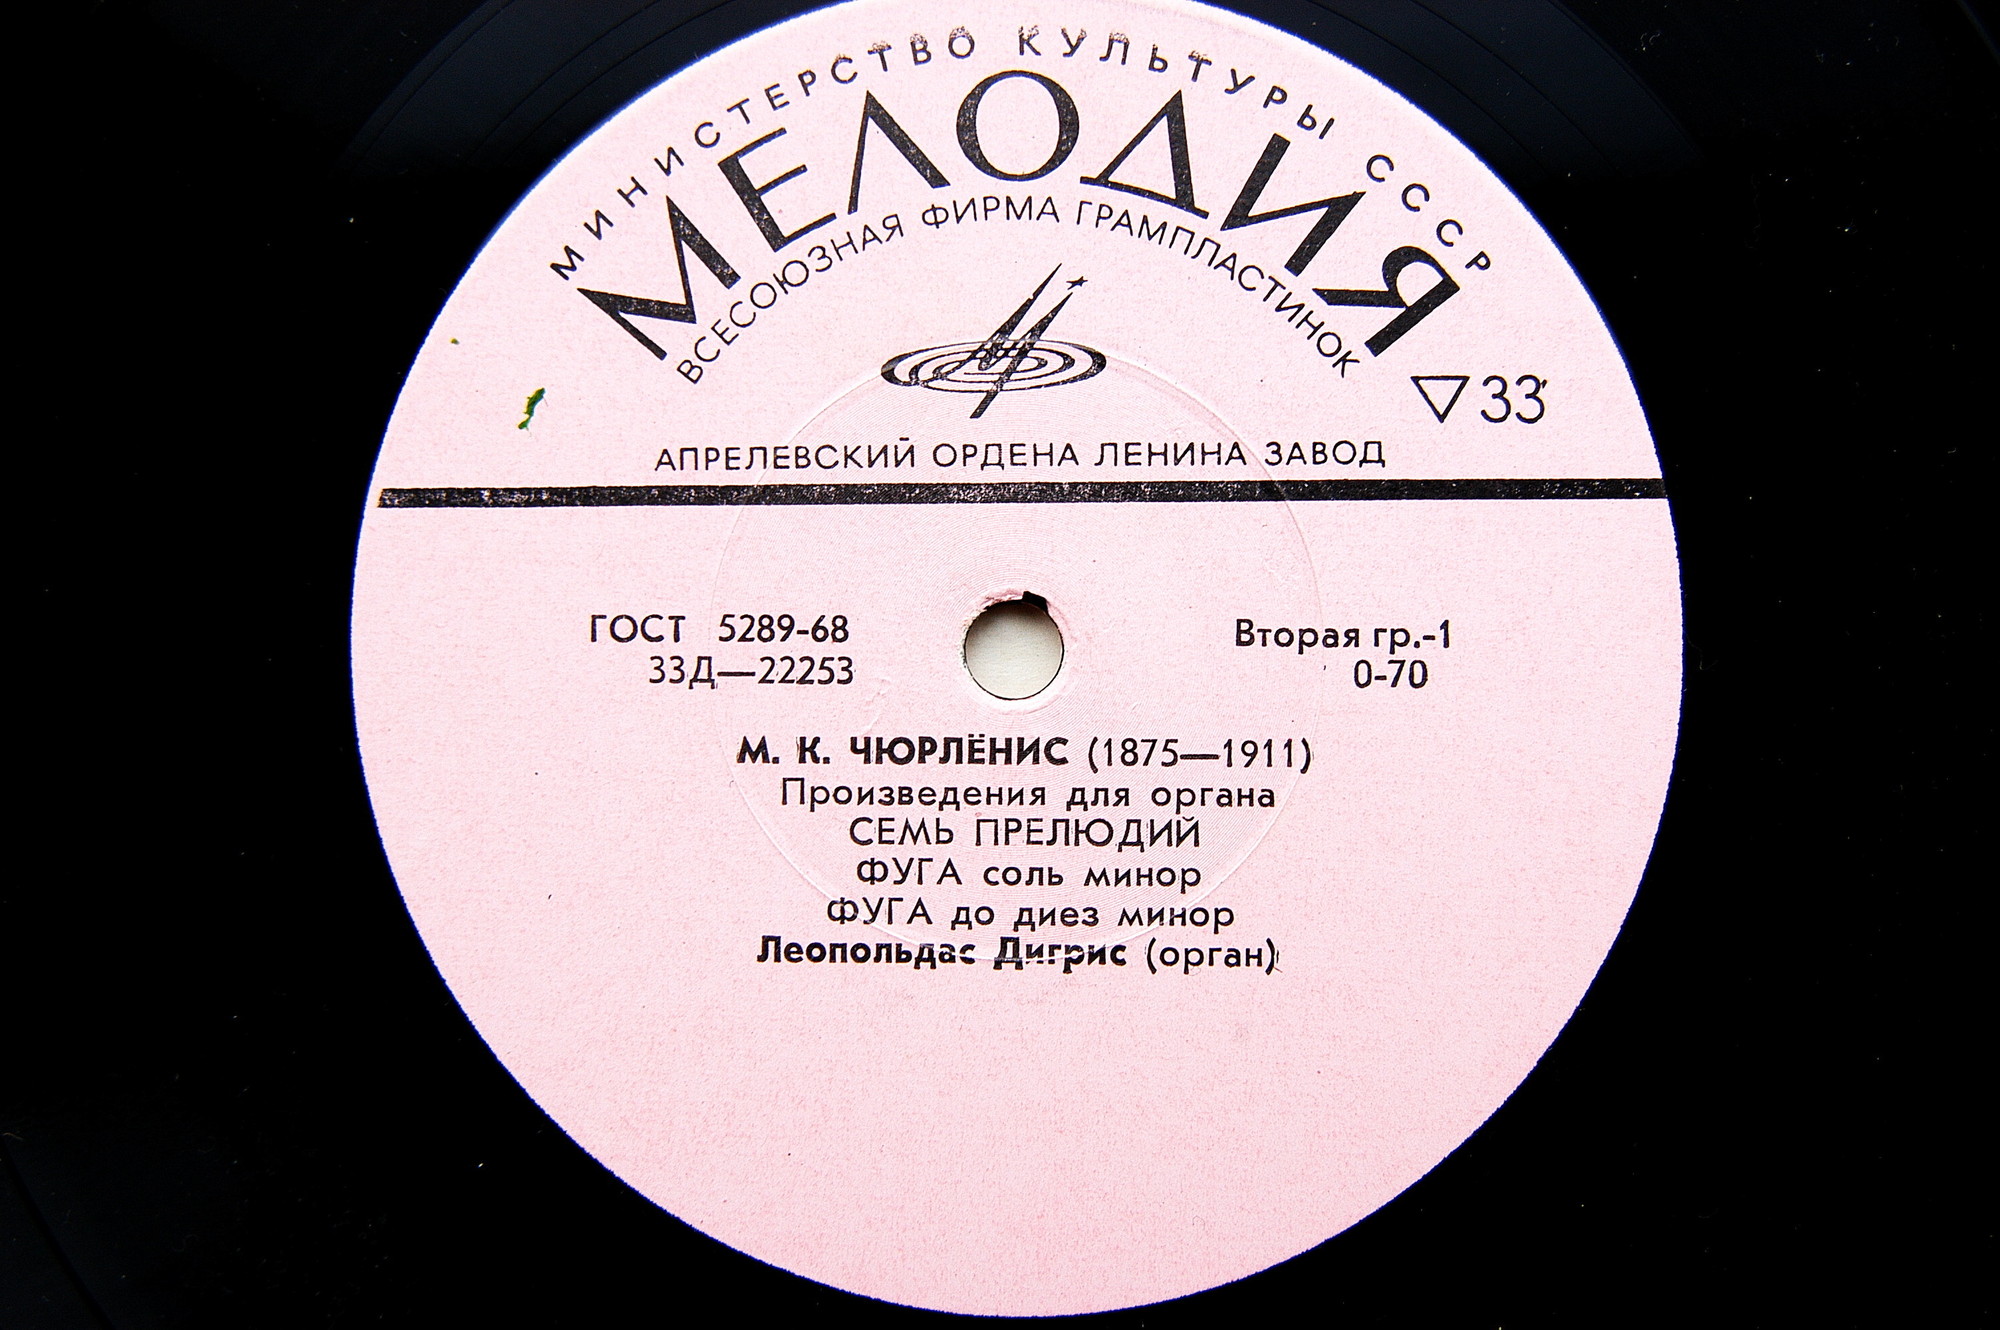 МИНИСТЕРСТВО КУЛЬТУРЫ СССР
МЕЛОДИЯ
ВСЕСОЮЗНАЯ ФИРМА ГРАМПЛАСТИНОК
▽33
АПРЕЛЕВСКИЙ ОРДЕНА ЛЕНИНА ЗАВОД
ГОСТ 5289-68
33Д—22253
Вторая гр.-1
0-70
М. К. ЧЮРЛЁНИС (1875—1911)
Произведения для органа
СЕМЬ ПРЕЛЮДИЙ
ФУГА соль минор
ФУГА до диез минор
Леопольдас Дигрис (орган)